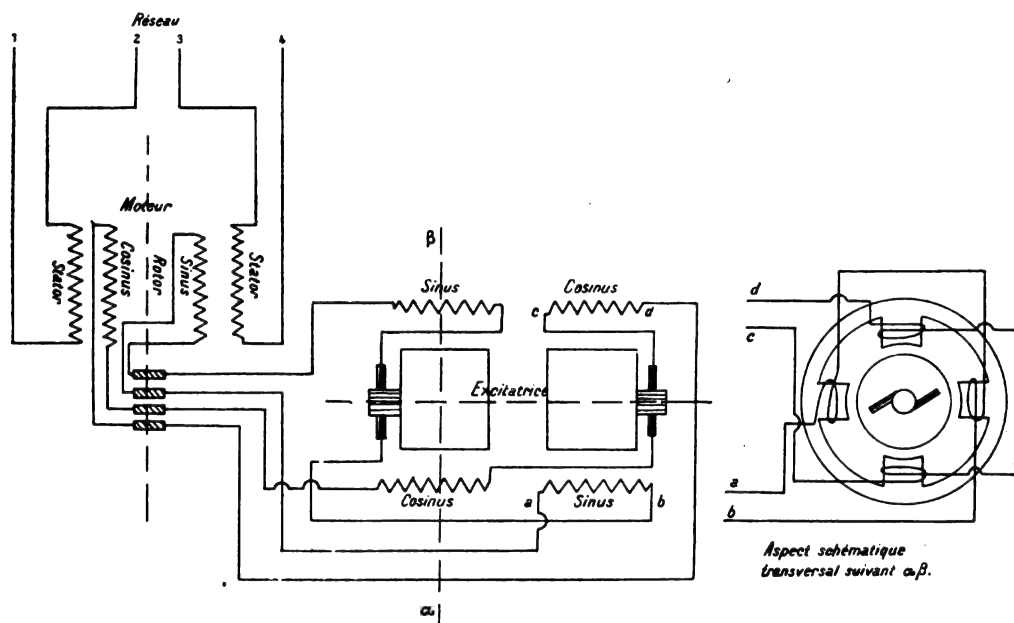 Réseau
1 2 3 4
Moteur
Stator
Cosinus
Rotor
Sinus
Stator
β
Sinus
Cosinus
c d
Excitatrice
Cosinus
a Sinus b
α
d
c
a
b
Aspect schématique
transversal suivant αβ.